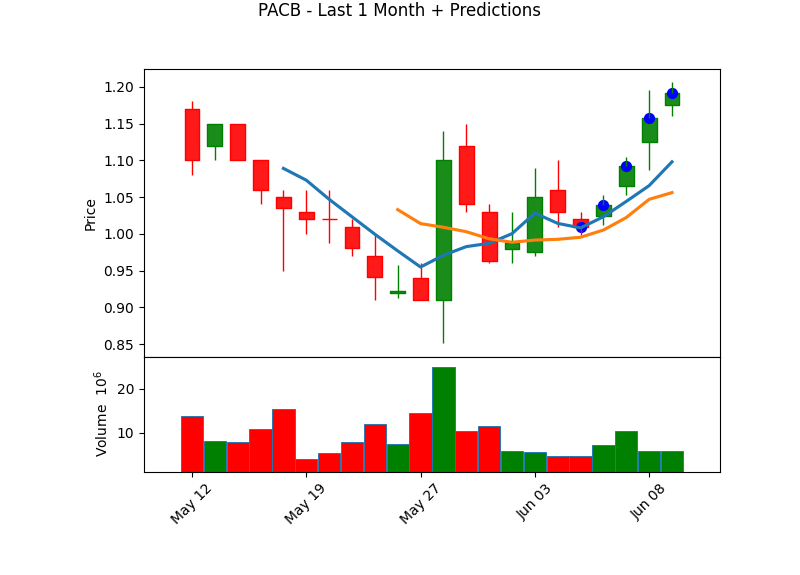 PACB - Last 1 Month + Predictions
1.20
1.15
1.10
1.05
1.00
0.95
0.90
0.85
Price
20
10
Volume 10^6
May 12
May 19
May 27
Jun 03
Jun 08